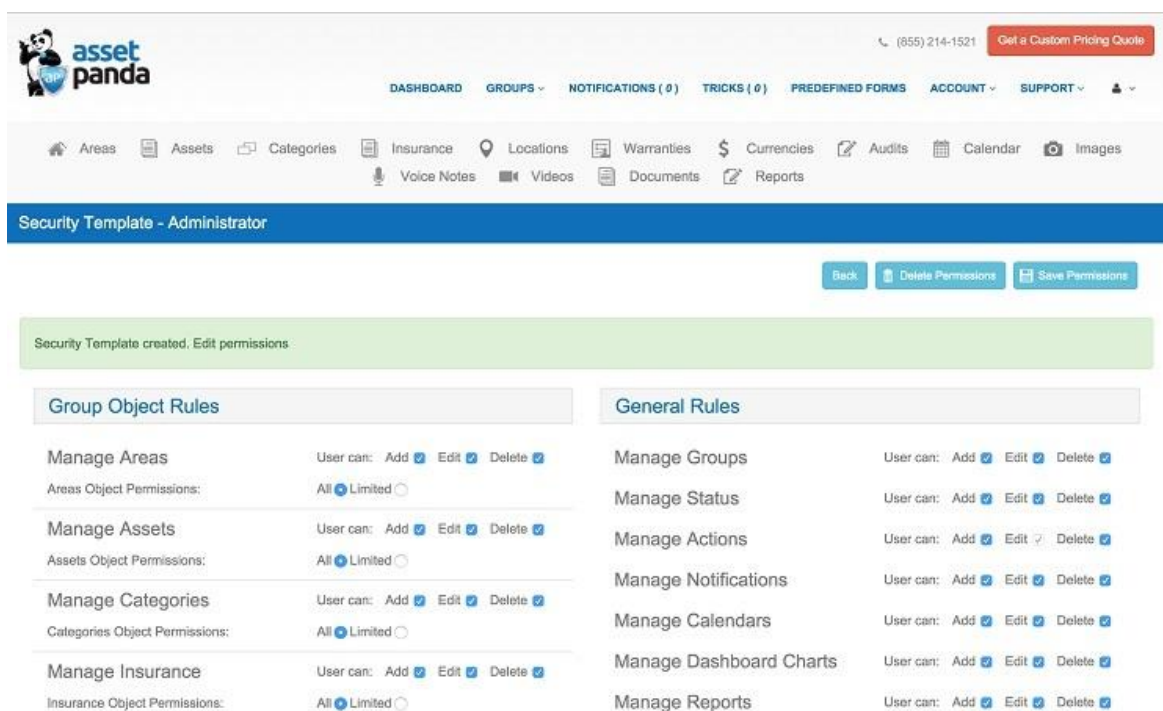 asset
panda
ap
(855) 214-1521 Get a Custom Pricing Quote
DASHBOARD GROUPS NOTIFICATIONS ( 0 ) TRICKS ( 0 ) PREDEFINED FORMS ACCOUNT SUPPORT
Areas Assets Categories Insurance Locations Warranties $ Currencies Audits Calendar Images
Voice Notes Videos Documents Reports
Security Template - Administrator
Back Delete Permissions Save Permissions
Security Template created. Edit permissions
Group Object Rules
Manage Areas User can: Add Edit Delete
Areas Object Permissions: All Limited
Manage Assets User can: Add Edit Delete
Assets Object Permissions: All Limited
Manage Categories User can: Add Edit Delete
Categories Object Permissions: All Limited
Manage Insurance User can: Add Edit Delete
Insurance Object Permissions: All Limited
General Rules
Manage Groups User can: Add Edit Delete
Manage Status User can: Add Edit Delete
Manage Actions User can: Add Edit Delete
Manage Notifications User can: Add Edit Delete
Manage Calendars User can: Add Edit Delete
Manage Dashboard Charts User can: Add Edit Delete
Manage Reports User can: Add Edit Delete